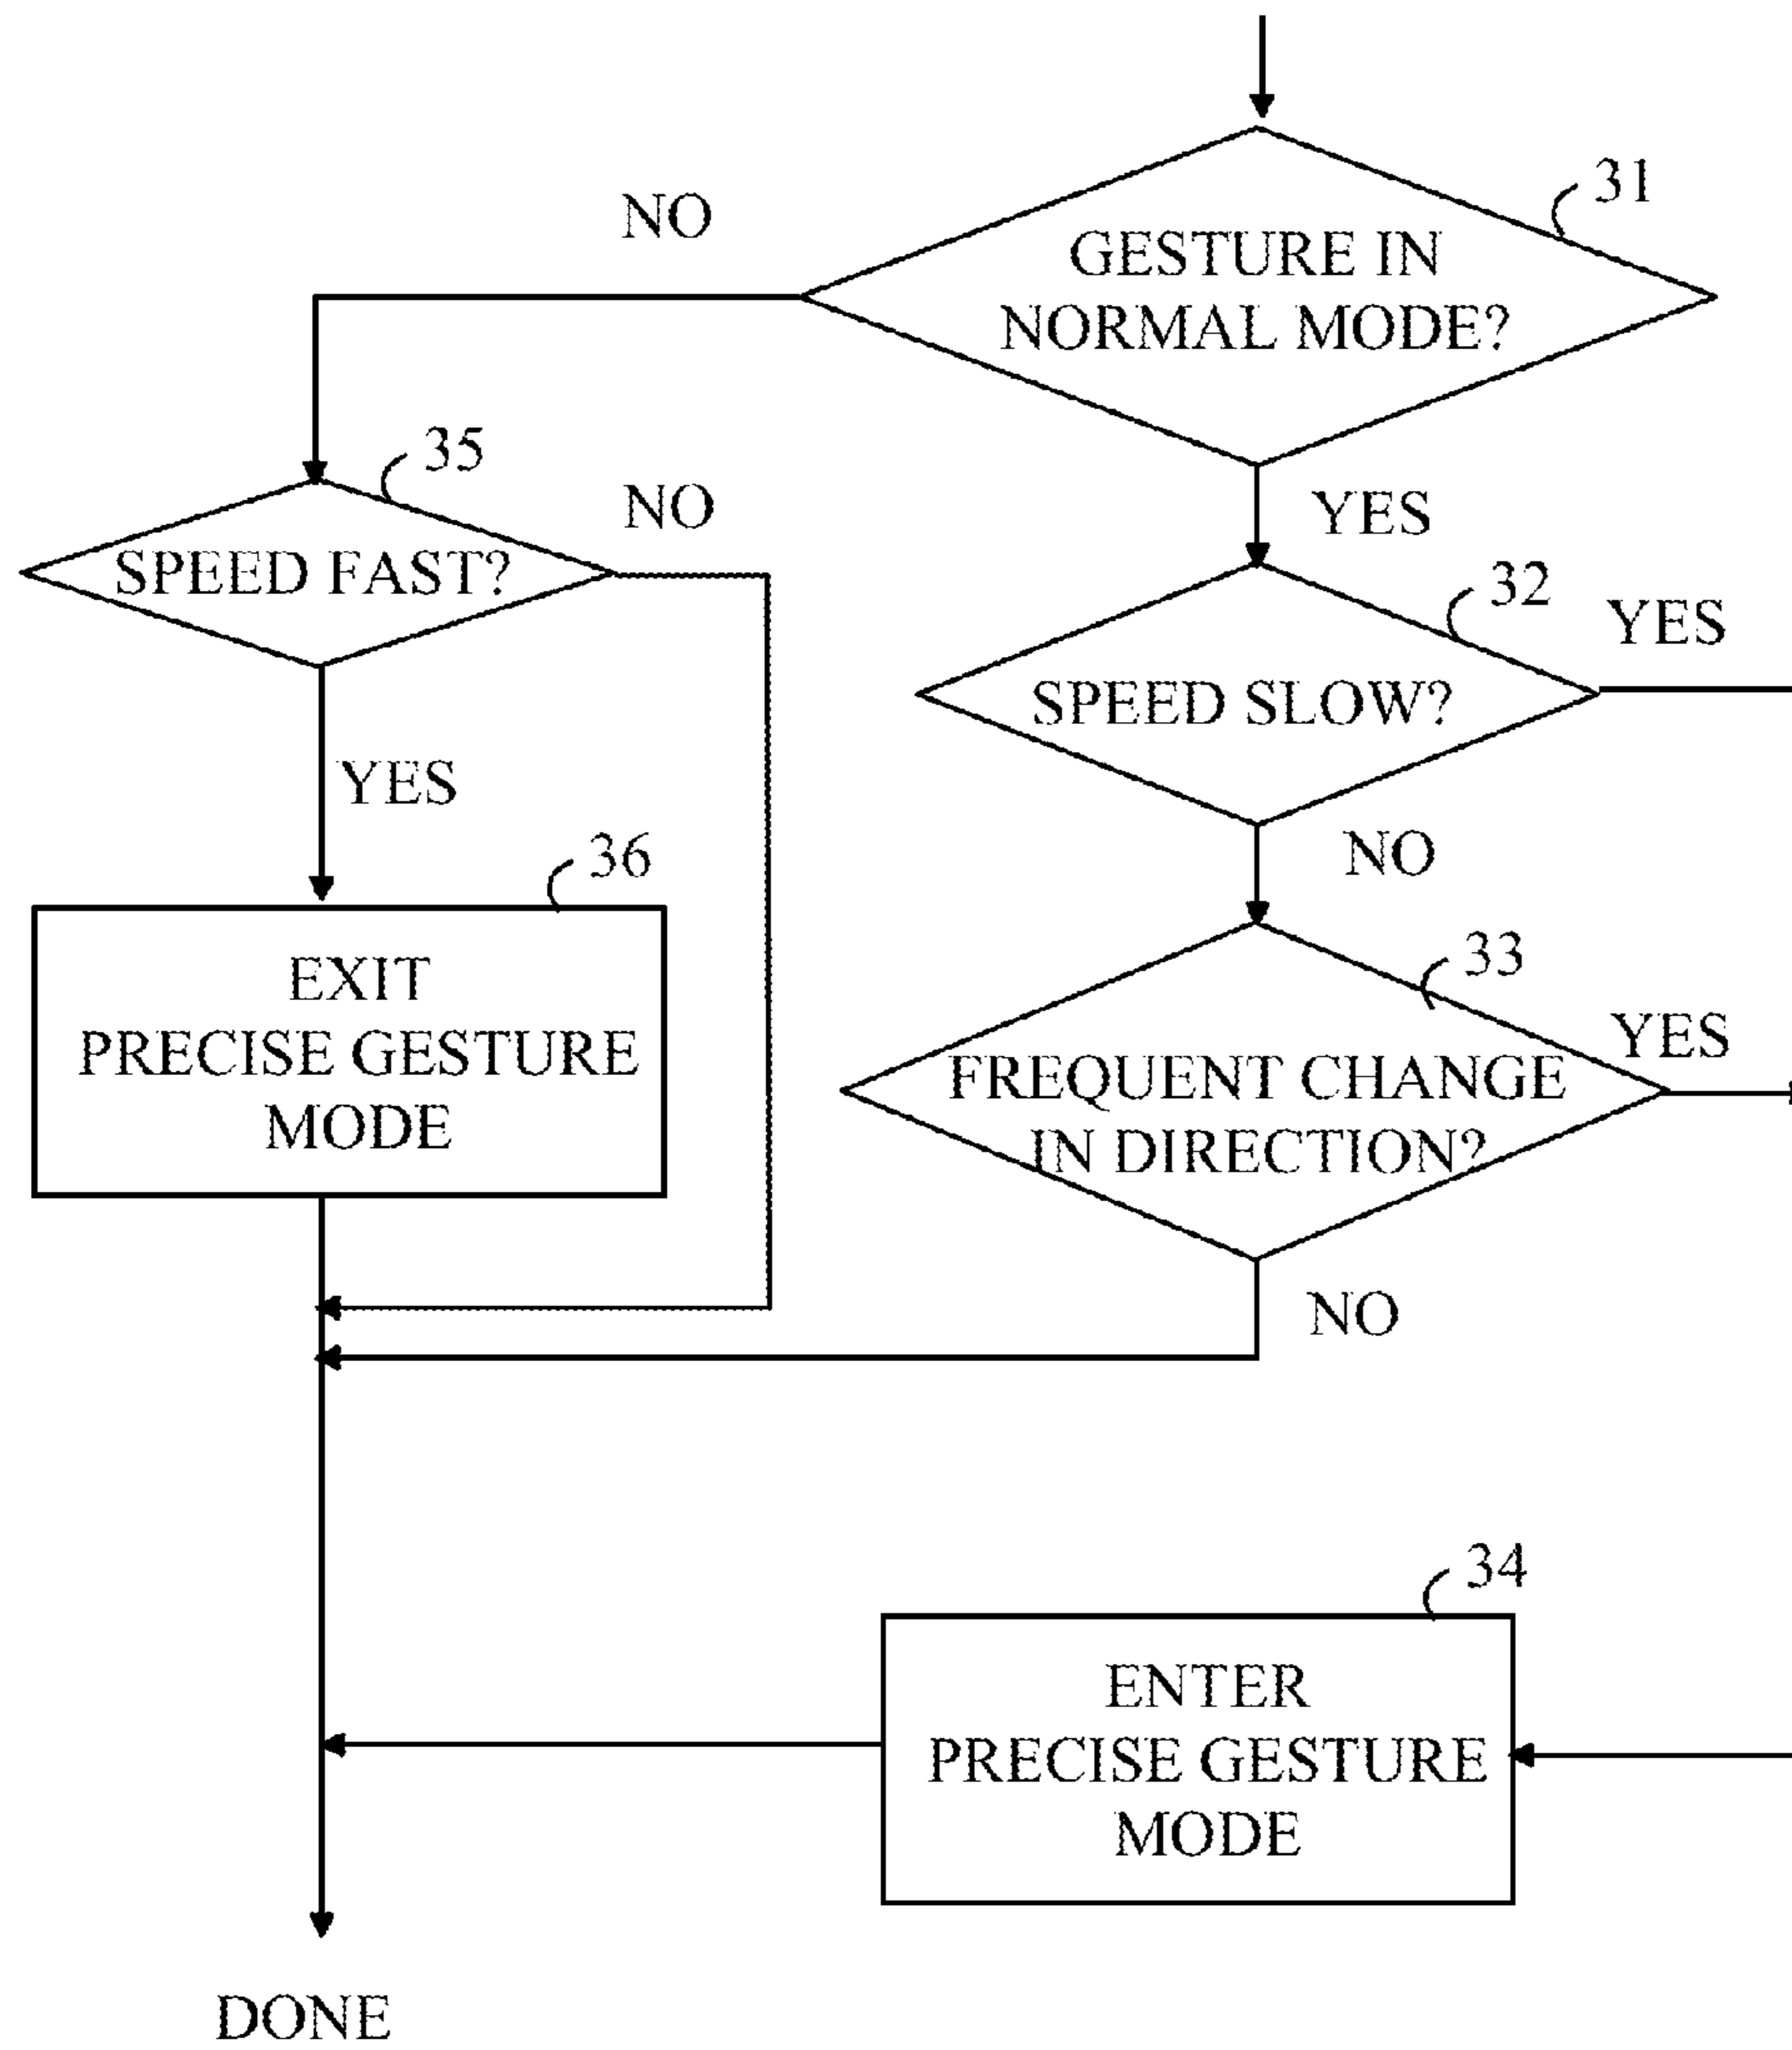 31
NO
GESTURE IN
NORMAL MODE?
35
NO
YES
SPEED FAST?
32
YES
SPEED SLOW?
YES
NO
36
EXIT
PRECISE GESTURE
MODE
33
YES
FREQUENT CHANGE
IN DIRECTION?
NO
34
ENTER
PRECISE GESTURE
MODE
DONE